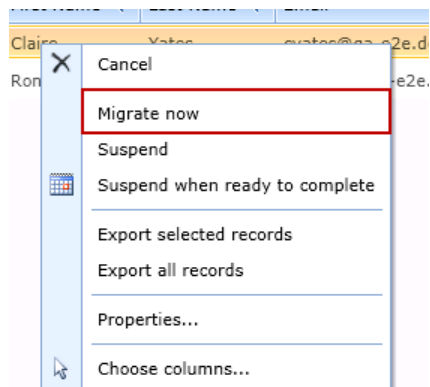 Cancel
Migrate now
Suspend
Suspend when ready to complete
Export selected records
Export all records
Properties...
Choose columns...